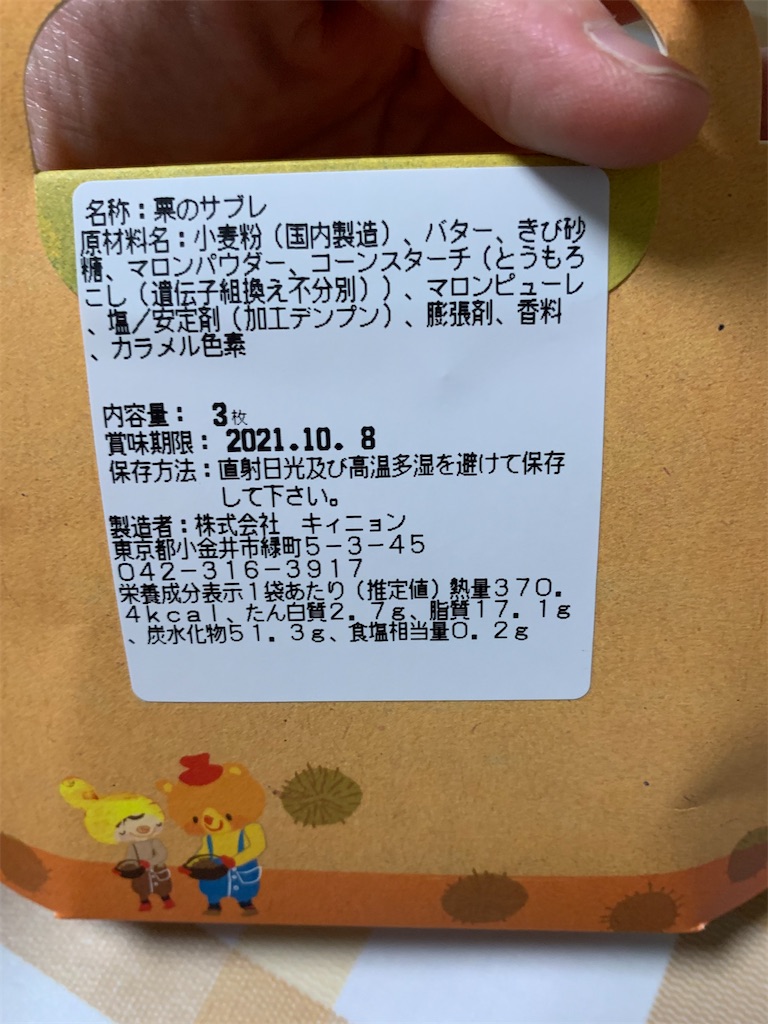 名称：栗のサブレ
原材料名：小麦粉（国内製造）、バター、きび砂
糖、マロンパウダー、コーンスターチ（とうもろ
こし（遺伝子組換え不分別））、マロンピューレ
、塩／安定剤（加工デンプン）、膨張剤、香料
、カラメル色素
内容量： 3枚
賞味期限： 2021.10. 8
保存方法：直射日光及び高温多湿を避けて保存
して下さい。
製造者：株式会社　キィニョン
東京都小金井市緑町５－３－４５
０４２－３１６－３９１７
栄養成分表示１袋あたり（推定値）熱量３７０．
４ｋｃａｌ、たん白質２．７ｇ、脂質１７．１ｇ
、炭水化物５１．３ｇ、食塩相当量０．２ｇ